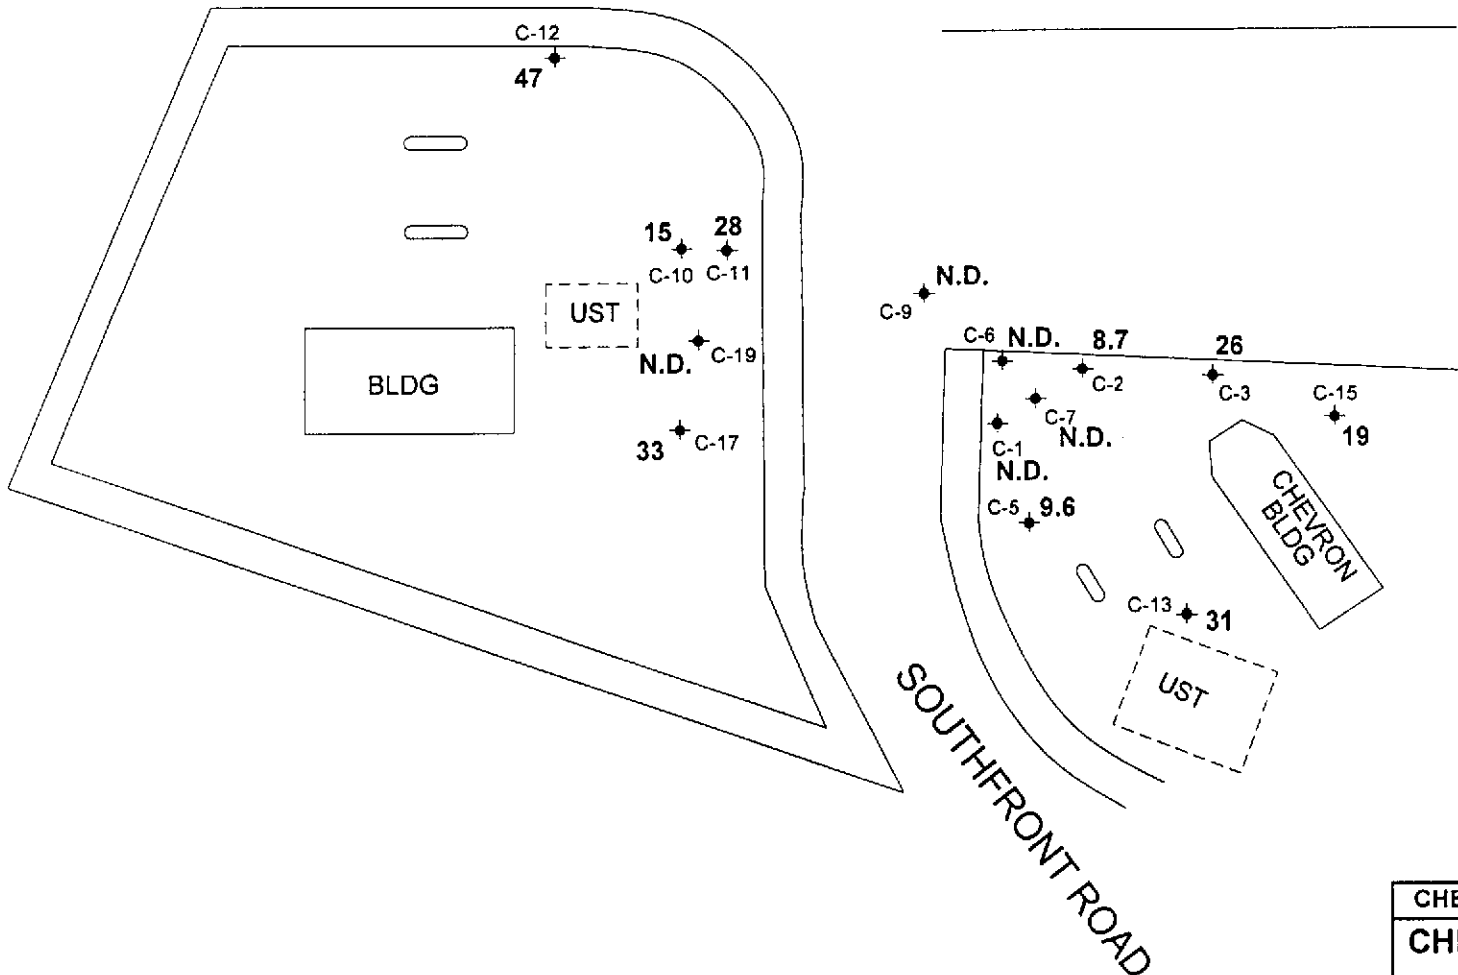 C-12
47
15
28
C-10
C-11
UST
N.D.
C-19
BLDG
33
C-17
N.D.
C-9
C-6
N.D.
8.7
C-2
26
C-3
C-15
19
C-7
N.D.
C-1
N.D.
C-5
9.6
CHEVRON
BLDG
C-13
31
UST
SOUTHFRONT ROAD